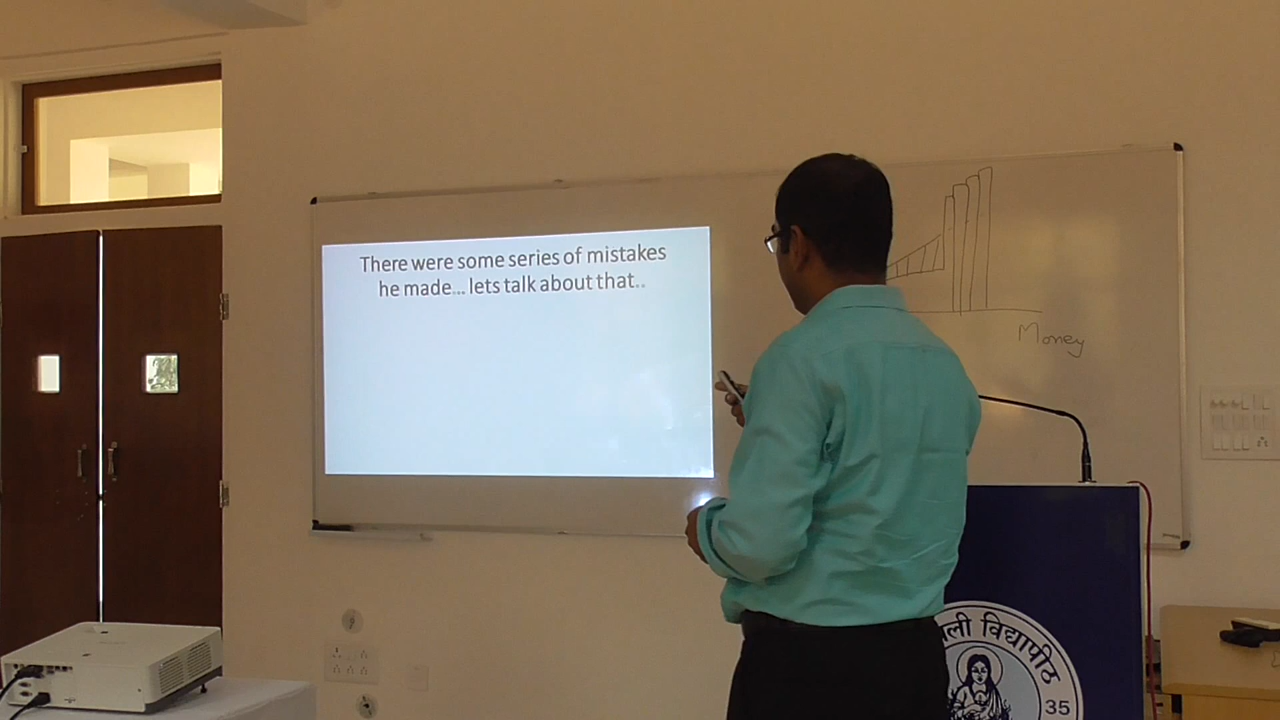 There were some series of mistakes
he made... lets talk about that..
Money
विद्यापीठ
35